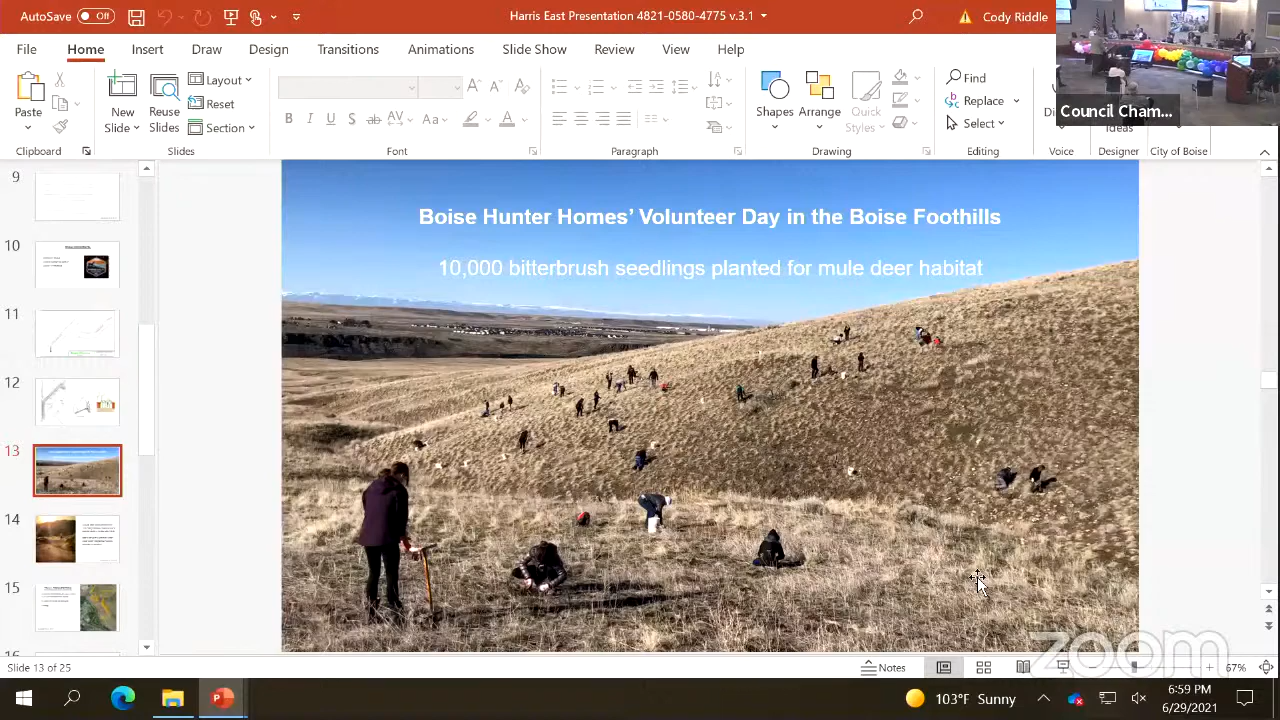 AutoSave Off
Harris East Presentation 4821-0580-4775 v.3.1
Cody Riddle
File Home Insert Draw Design Transitions Animations Slide Show Review View Help
Council Cham...
Paste
New Slide
Reuse Slides
Layout
Reset
Section
B I U S ab AV Aa A
Shapes
Arrange
Quick Styles
Find
Replace
Select
Ideas
Clipboard Slides Font Paragraph Drawing Editing Voice Designer City of Boise
9
10
11
12
13
14
15
Boise Hunter Homes’ Volunteer Day in the Boise Foothills
10,000 bitterbrush seedlings planted for mule deer habitat
zoom
Slide 13 of 25
Notes
67%
103°F Sunny
6:59 PM
6/29/2021